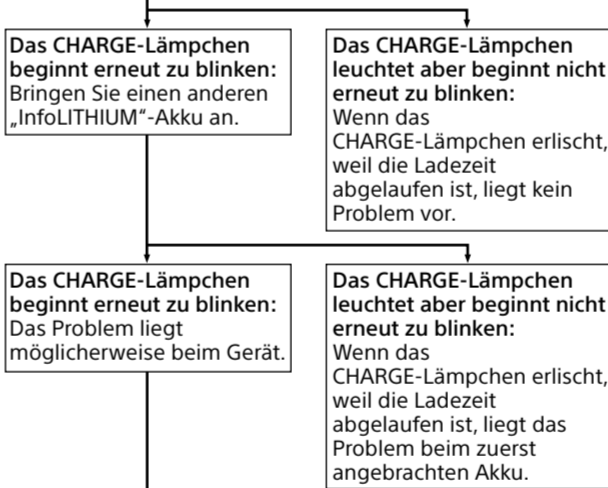 Das CHARGE-Lämpchen
beginnt erneut zu blinken:
Bringen Sie einen anderen
„InfoLITHIUM“-Akku an.
Das CHARGE-Lämpchen
leuchtet aber beginnt nicht
erneut zu blinken:
Wenn das
CHARGE-Lämpchen erlischt,
weil die Ladezeit
abgelaufen ist, liegt kein
Problem vor.
Das CHARGE-Lämpchen
beginnt erneut zu blinken:
Das Problem liegt
möglicherweise beim Gerät.
Das CHARGE-Lämpchen
leuchtet aber beginnt nicht
erneut zu blinken:
Wenn das
CHARGE-Lämpchen erlischt,
weil die Ladezeit
abgelaufen ist, liegt das
Problem beim zuerst
angebrachten Akku.